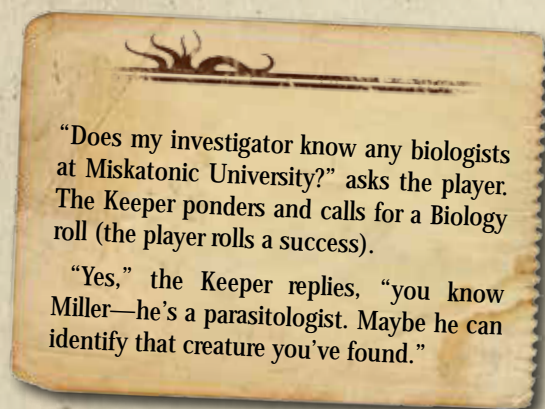 “Does my investigator know any biologists
at Miskatonic University?” asks the player.
The Keeper ponders and calls for a Biology
roll (the player rolls a success).
“Yes,” the Keeper replies, “you know
Miller—he’s a parasitologist. Maybe he can
identify that creature you’ve found.”